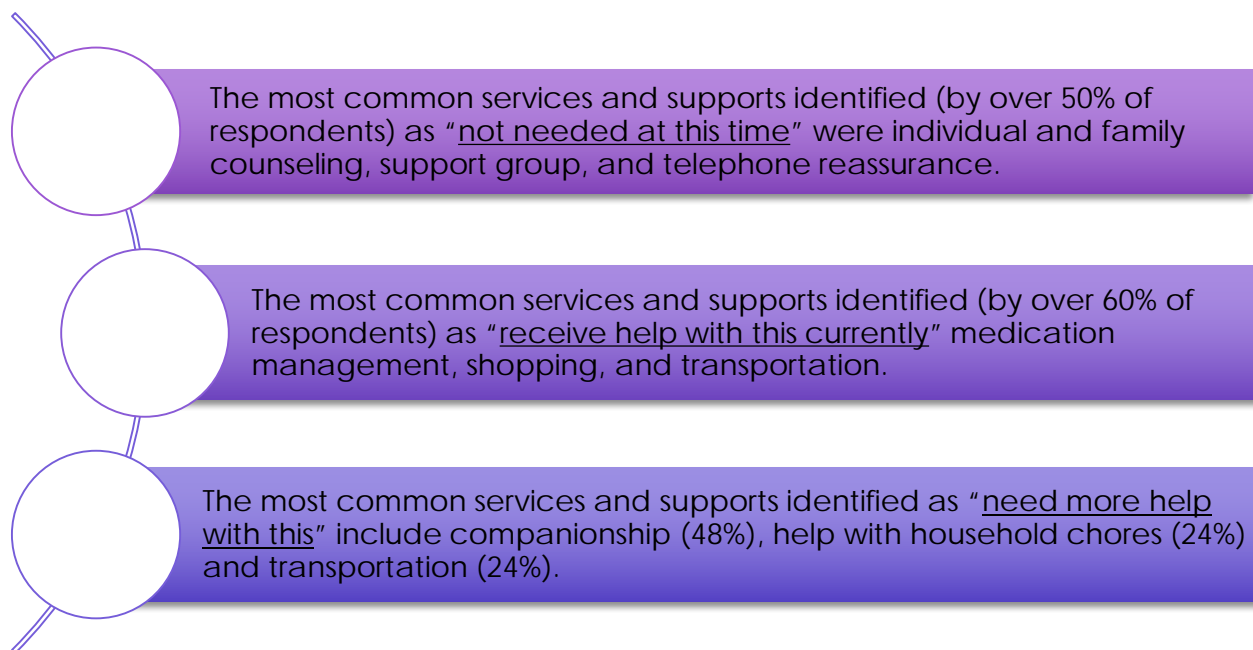 The most common services and supports identified (by over 50% of
respondents) as “not needed at this time” were individual and family
counseling, support group, and telephone reassurance.
The most common services and supports identified (by over 60% of
respondents) as “receive help with this currently” medication
management, shopping, and transportation.
The most common services and supports identified as “need more help
with this” include companionship (48%), help with household chores (24%)
and transportation (24%).